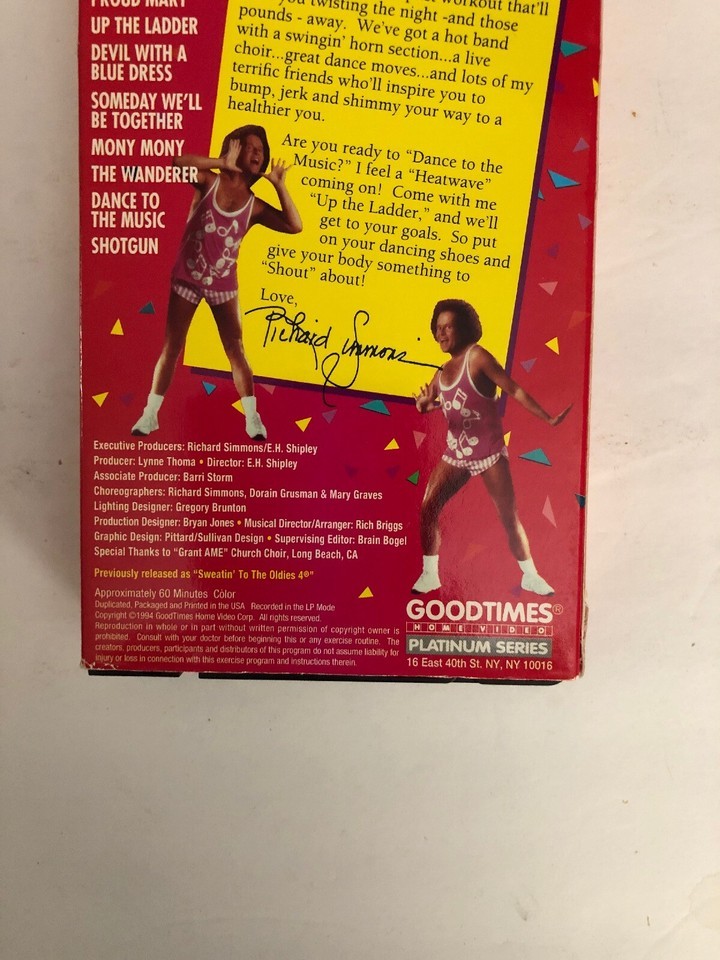 PROUD MARY
UP THE LADDER
DEVIL WITH A
BLUE DRESS
SOMEDAY WE'LL
BE TOGETHER
MONY MONY
THE WANDERER
DANCE TO
THE MUSIC
SHOTGUN
workout that'll
you twisting the night -and those
pounds - away. We've got a hot band
with a swingin' horn section...a live
choir...great dance moves...and lots of my
terrific friends who'll inspire you to
bump, jerk and shimmy your way to a
healthier you.
Are you ready to "Dance to the
Music?" I feel a "Heatwave"
coming on! Come with me
"Up the Ladder," and we'll
get to your goals. So put
on your dancing shoes and
give your body something to
"Shout" about!
Love,
Richard Simmons
Executive Producers: Richard Simmons/E.H. Shipley
Producer: Lynne Thoma • Director: E.H. Shipley
Associate Producer: Barri Storm
Choreographers: Richard Simmons, Dorain Grusman & Mary Graves
Lighting Designer: Gregory Brunton
Production Designer: Bryan Jones • Musical Director/Arranger: Rich Briggs
Graphic Design: Pittard/Sullivan Design • Supervising Editor: Brain Bogel
Special Thanks to "Grant AME" Church Choir, Long Beach, CA
Previously released as "Sweatin' To The Oldies 4®"
Approximately 60 Minutes Color
Duplicated, Packaged and Printed in the USA Recorded in the LP Mode
Copyright ©1994 GoodTimes Home Video Corp. All rights reserved.
Reproduction in whole or in part without written permission of copyright owner is
prohibited. Consult with your doctor before beginning this or any exercise routine. The
creators, producers, participants and distributors of this program do not assume liability for
injury or loss in connection with this exercise program and instructions therein.
GOODTIMES®
HOME VIDEO
PLATINUM SERIES
16 East 40th St. NY, NY 10016